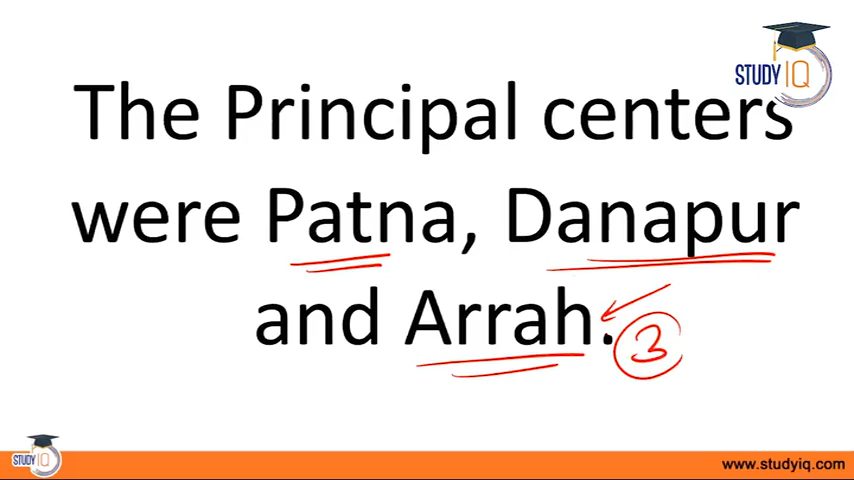 STUDY IQ
The Principal centers
were Patna, Danapur
and Arrah.
3
STUDY IQ
www.studyiq.com